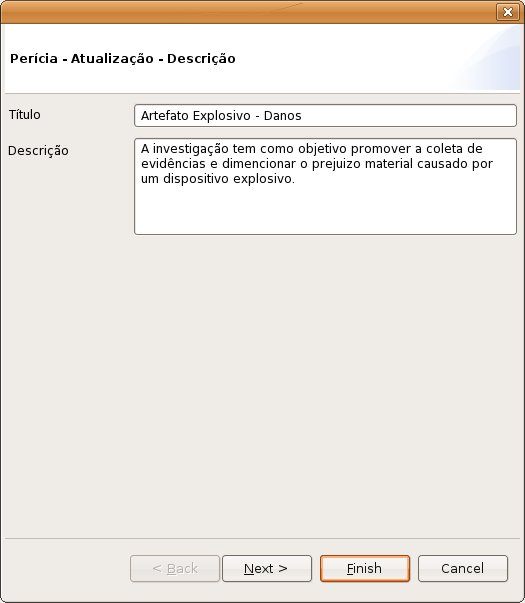 Perícia - Atualização - Descrição
Título
Artefato Explosivo - Danos
Descrição
A investigação tem como objetivo promover a coleta de
evidências e dimencionar o prejuizo material causado por
um dispositivo explosivo.
< Back
Next >
Finish
Cancel